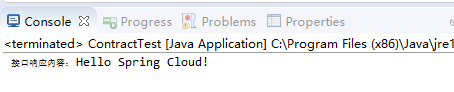 Console Progress Problems Properties
<terminated> ContractTest [Java Application] C:\Program Files (x86)\Java\jre1
接口响应内容：Hello Spring Cloud!